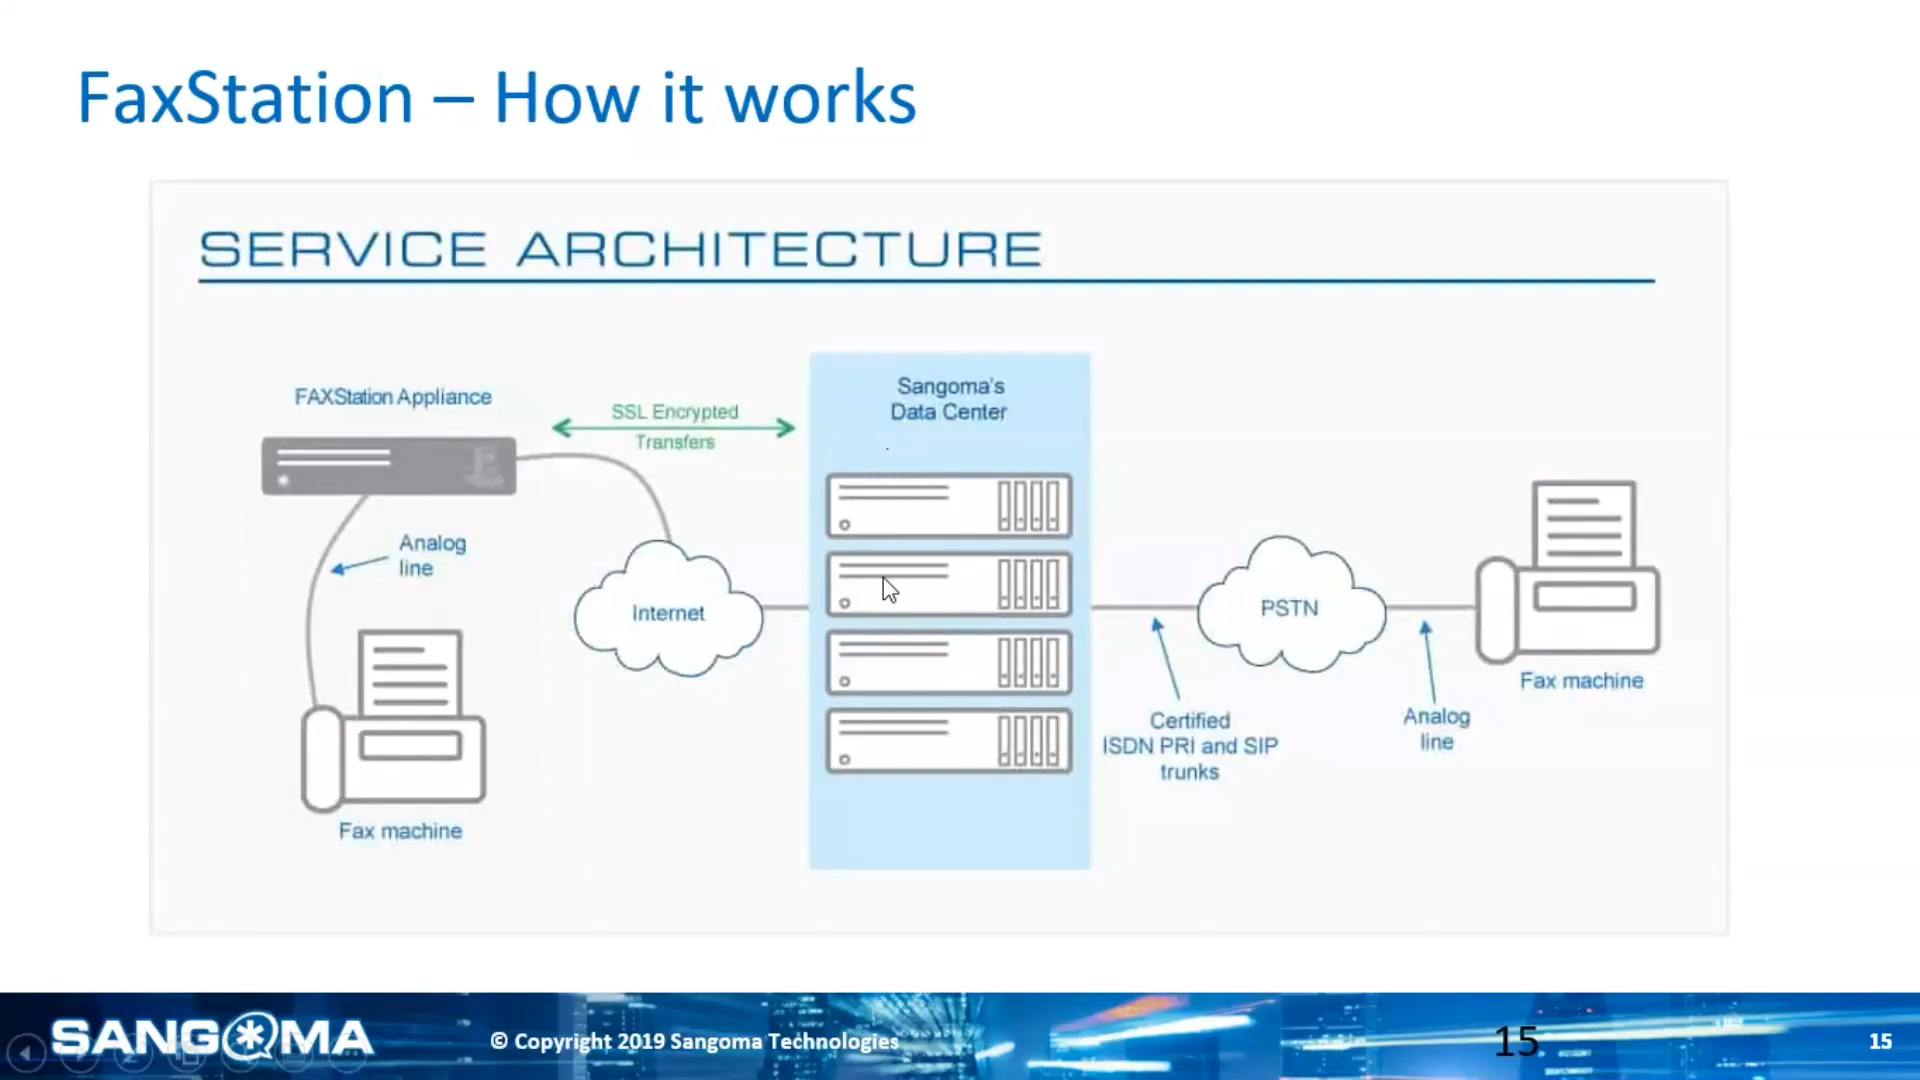 FaxStation – How it works
SERVICE ARCHITECTURE
FAXStation Appliance
SSL Encrypted
Transfers
Sangoma's
Data Center
Analog
line
Internet
PSTN
Fax machine
Certified
ISDN PRI and SIP
trunks
Analog
line
Fax machine
SANGOMA
© Copyright 2019 Sangoma Technologies
15
15